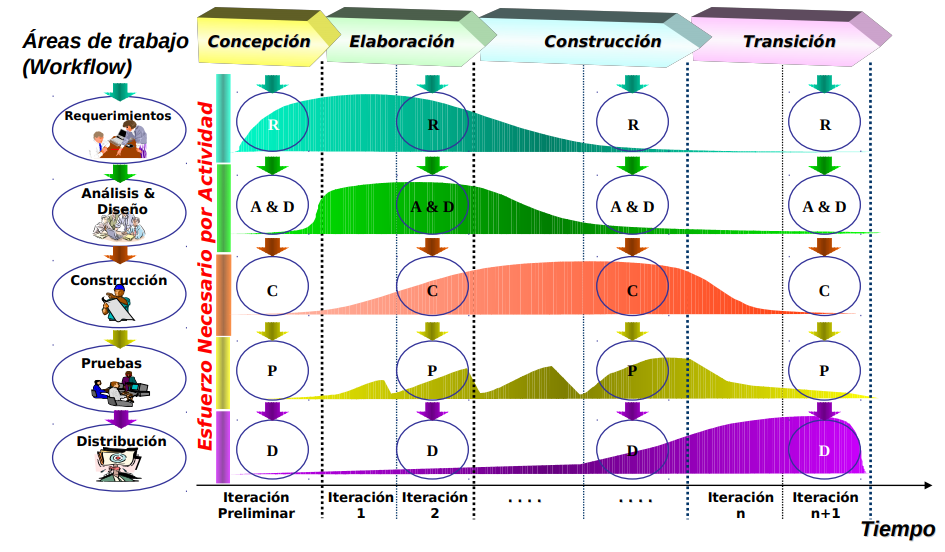 Áreas de trabajo
(Workflow)
Concepción
Elaboración
Construcción
Transición
Requerimientos
Análisis &
Diseño
Construcción
Pruebas
Distribución
Esfuerzo Necesario por Actividad
R
R
R
R
A & D
A & D
A & D
A & D
C
C
C
C
P
P
P
P
D
D
D
D
Iteración
Preliminar
Iteración
1
Iteración
2
. . . .
. . . .
Iteración
n
Iteración
n+1
Tiempo